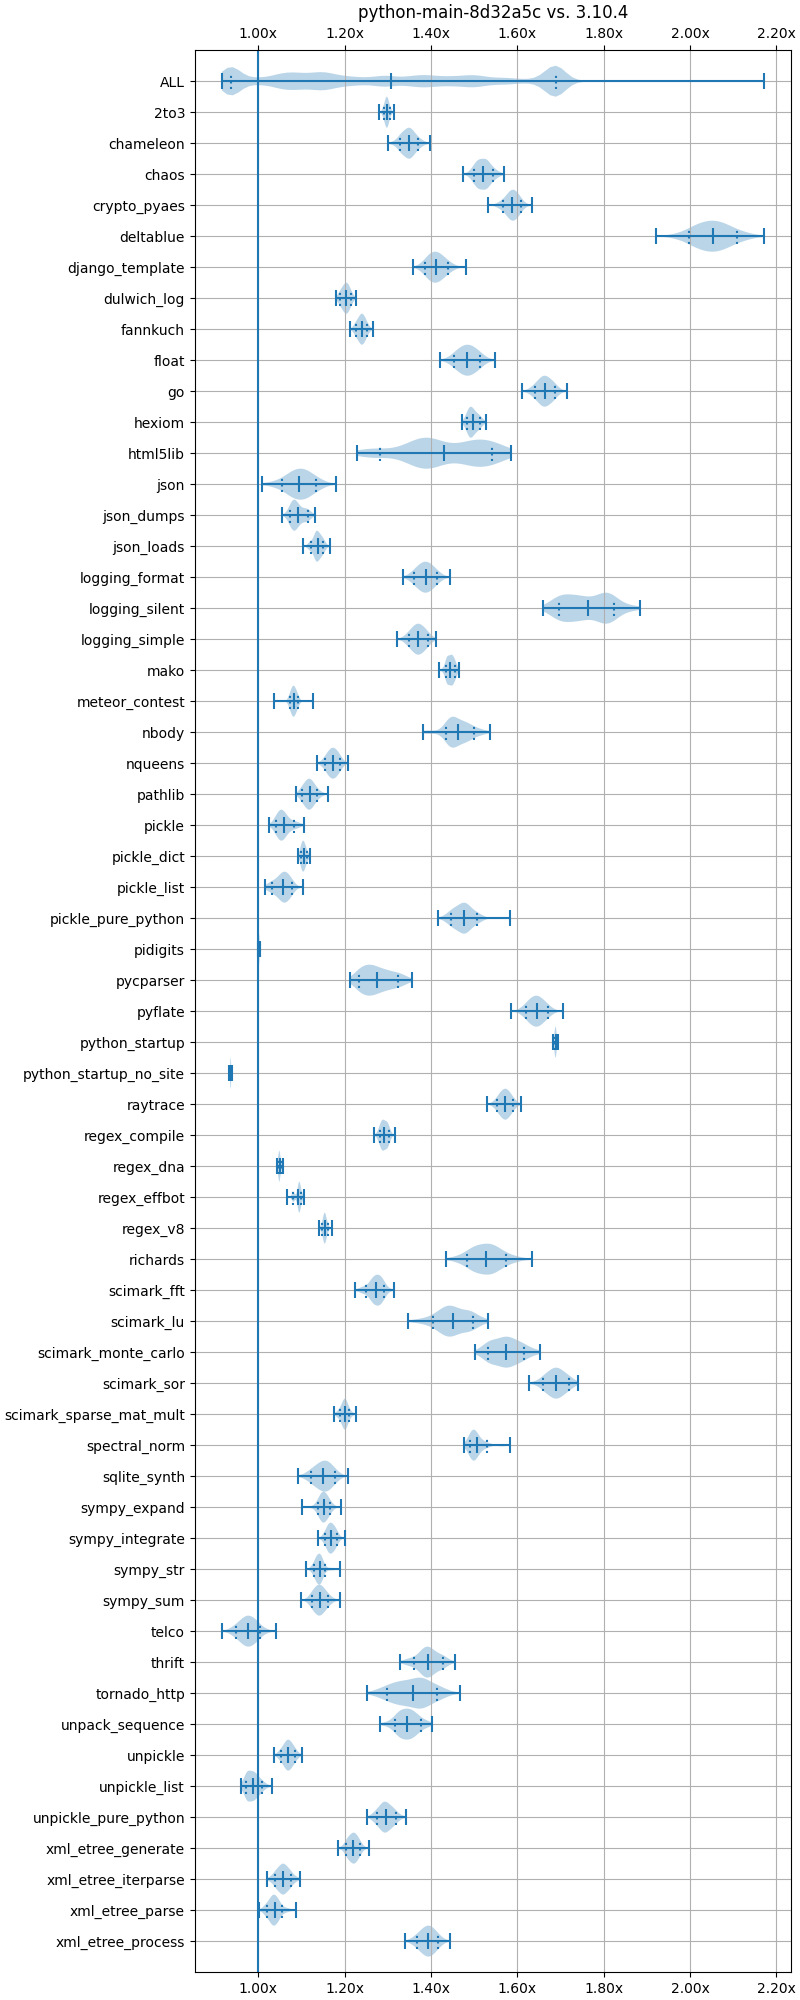 python-main-8d32a5c vs. 3.10.4
1.00x 1.20x 1.40x 1.60x 1.80x 2.00x 2.20x
ALL
2to3
chameleon
chaos
crypto_pyaes
deltablue
django_template
dulwich_log
fannkuch
float
go
hexiom
html5lib
json
json_dumps
json_loads
logging_format
logging_silent
logging_simple
mako
meteor_contest
nbody
nqueens
pathlib
pickle
pickle_dict
pickle_list
pickle_pure_python
pidigits
pycparser
pyflate
python_startup
python_startup_no_site
raytrace
regex_compile
regex_dna
regex_effbot
regex_v8
richards
scimark_fft
scimark_lu
scimark_monte_carlo
scimark_sor
scimark_sparse_mat_mult
spectral_norm
sqlite_synth
sympy_expand
sympy_integrate
sympy_str
sympy_sum
telco
thrift
tornado_http
unpack_sequence
unpickle
unpickle_list
unpickle_pure_python
xml_etree_generate
xml_etree_iterparse
xml_etree_parse
xml_etree_process
1.00x 1.20x 1.40x 1.60x 1.80x 2.00x 2.20x